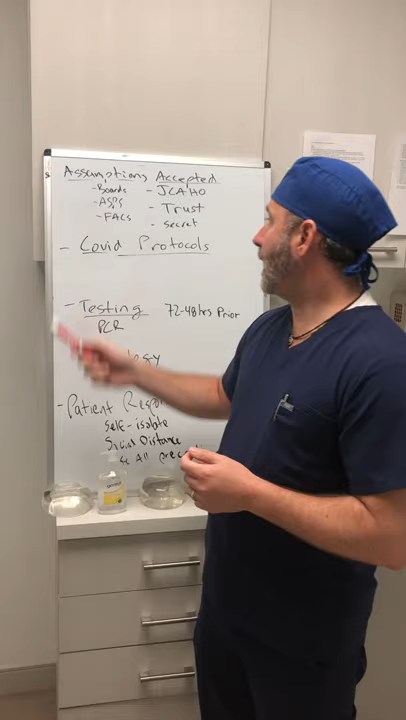 Assumptions Accepted
- Boards - JCAHO
- ASPS - Trust
- FACS - Secret
- Covid Protocols
- Testing 72-48hrs Prior
PCR
- Patient
Self-isolate
Social Distance
All